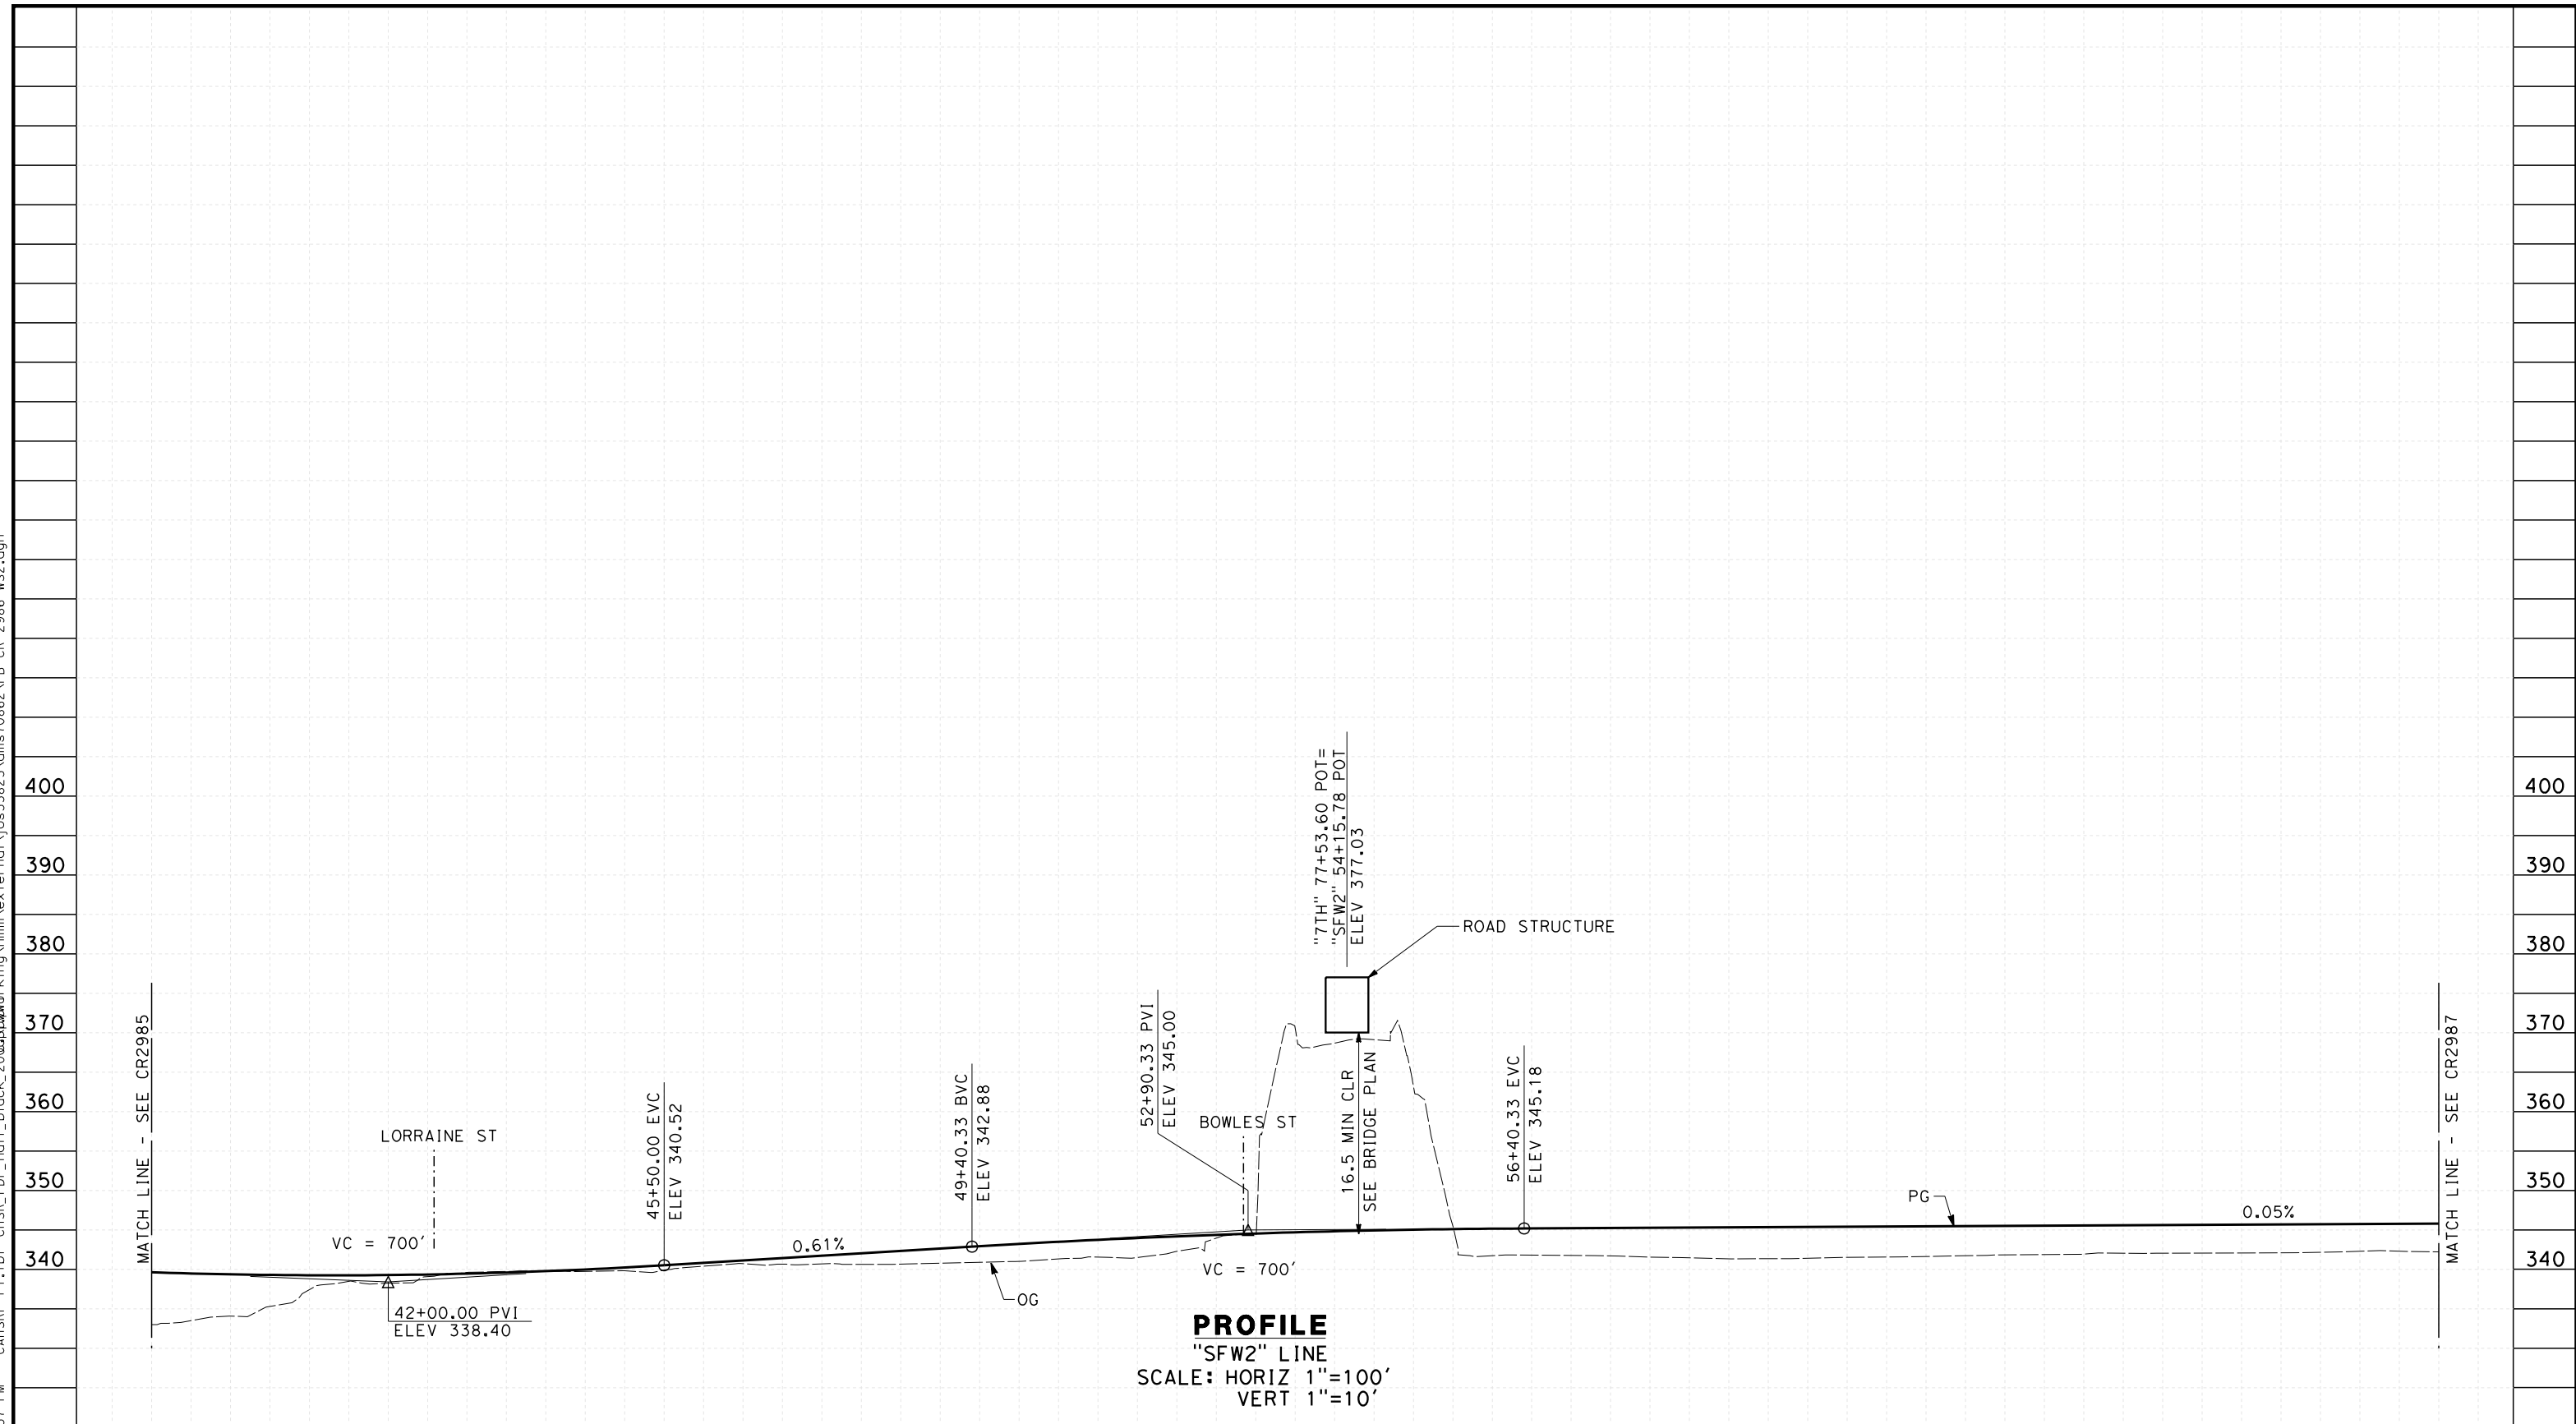 400
400
390
390
380
380
370
370
360
360
350
350
340
340
MATCH LINE - SEE CR2985
LORRAINE ST
VC = 700'
42+00.00 PVI
ELEV 338.40
45+50.00 EVC
ELEV 340.52
0.61%
49+40.33 BVC
ELEV 342.88
OG
52+90.33 PVI
ELEV 345.00
BOWLES ST
VC = 700'
"7TH" 77+53.60 POT=
"SFW2" 54+15.78 POT
ELEV 377.03
ROAD STRUCTURE
16.5 MIN CLR
SEE BRIDGE PLAN
56+40.33 EVC
ELEV 345.18
PG
0.05%
MATCH LINE - SEE CR2987
PROFILE
"SFW2" LINE
SCALE: HORIZ 1"=100'
VERT 1"=10'